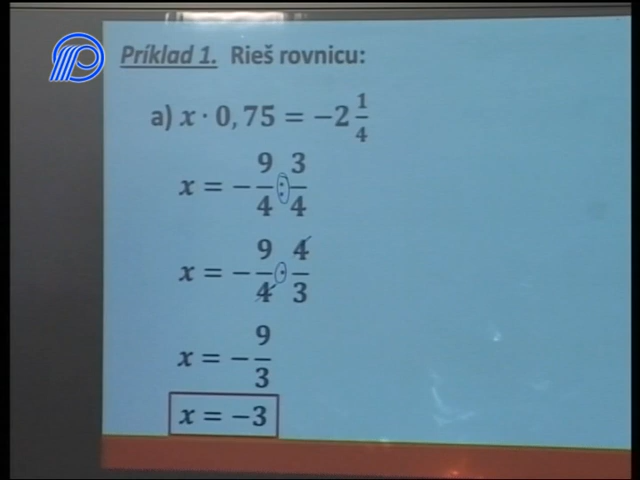 Príklad 1. Rieš rovnicu:
a) x · 0,75 = −2 1/4
x = − 9/4 : 3/4
x = − 9/4 · 4/3
x = − 9/3
x = −3